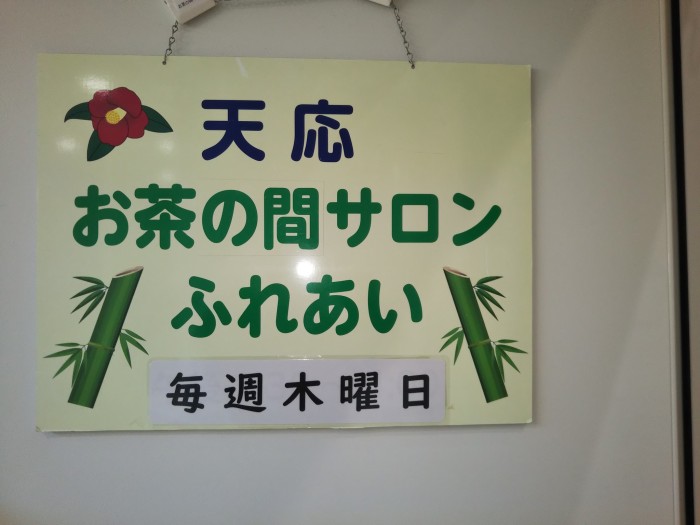 天応
お茶の間サロン
ふれあい
毎週木曜日